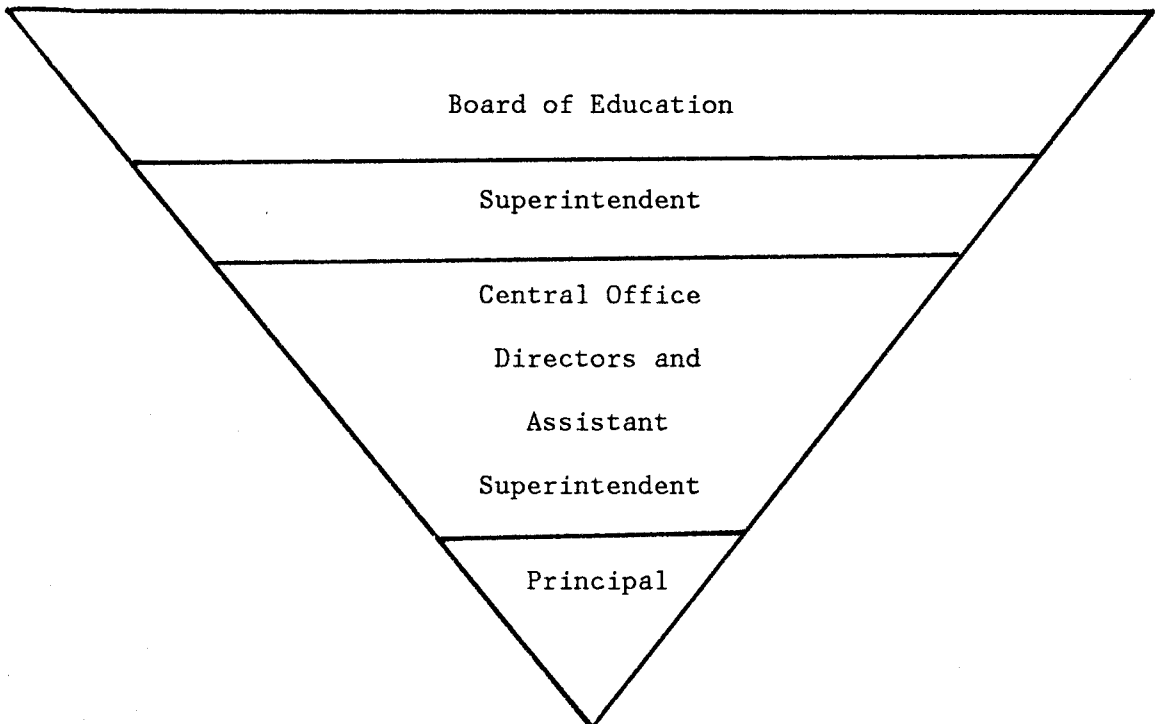 Board of Education
Superintendent
Central Office
Directors and
Assistant
Superintendent
Principal